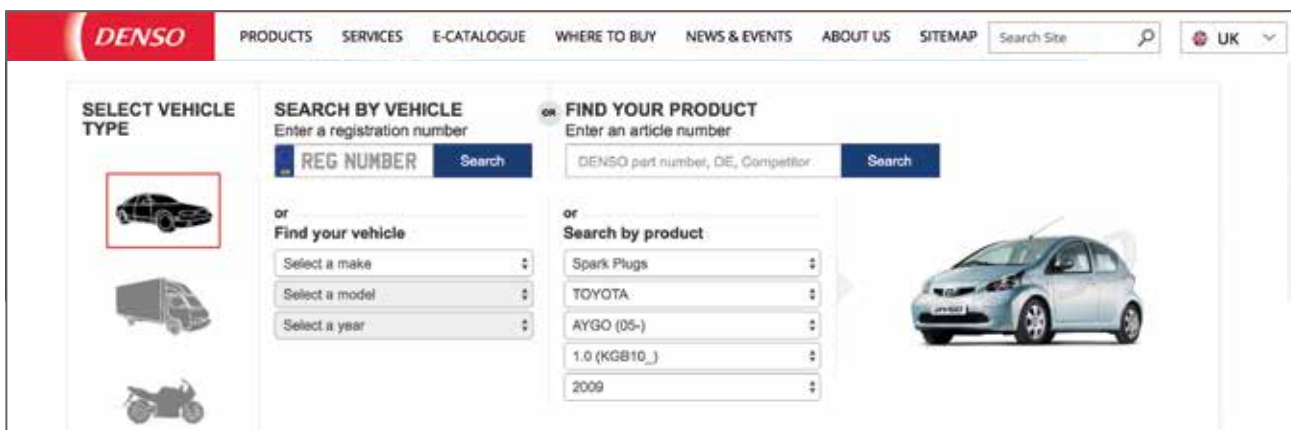 DENSO
PRODUCTS SERVICES E-CATALOGUE WHERE TO BUY NEWS & EVENTS ABOUT US SITEMAP Search Site UK
SELECT VEHICLE
TYPE
SEARCH BY VEHICLE
Enter a registration number
REG NUMBER Search
or
Find your vehicle
Select a make
Select a model
Select a year
OR
FIND YOUR PRODUCT
Enter an article number
DENSO part number, OE, Competitor Search
or
Search by product
Spark Plugs
TOYOTA
AYGO (05-)
1.0 (KGB10_)
2009
AYGO